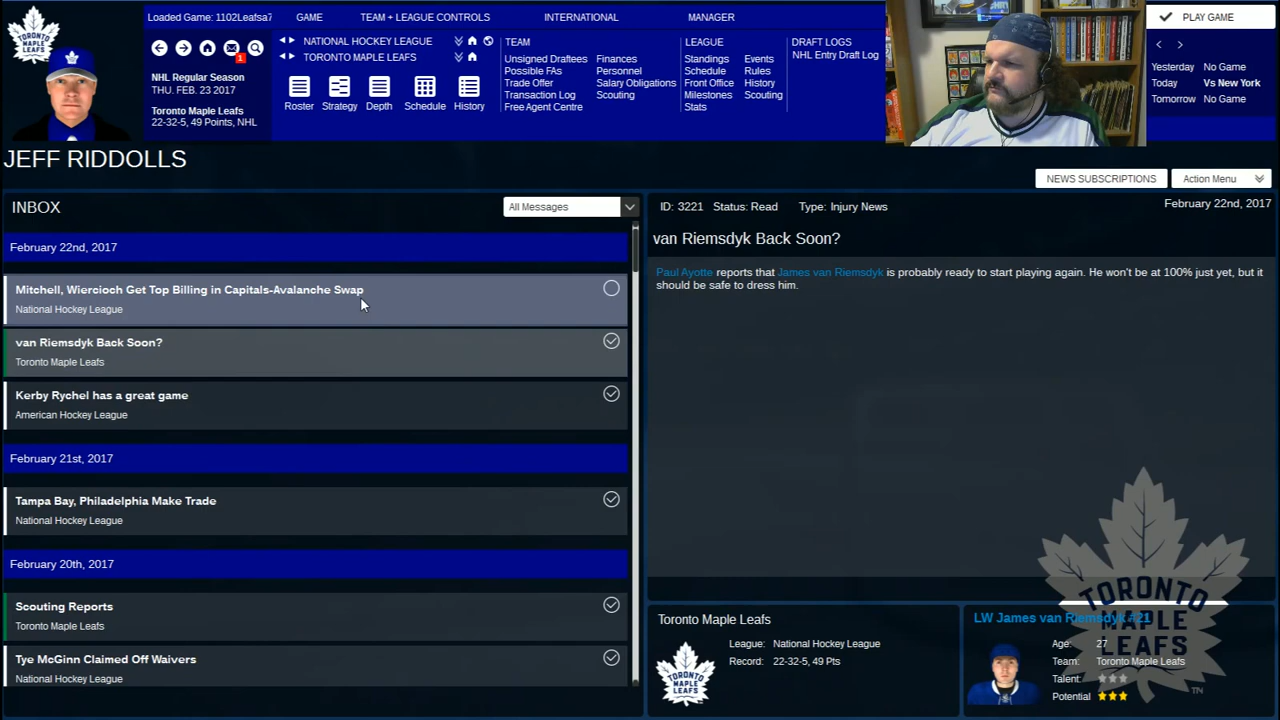 TORONTO
MAPLE
LEAFS
Loaded Game: 1102Leafsa7
GAME
TEAM + LEAGUE CONTROLS
INTERNATIONAL
MANAGER
PLAY GAME
1
NHL Regular Season
THU. FEB. 23 2017
Toronto Maple Leafs
22-32-5, 49 Points, NHL
NATIONAL HOCKEY LEAGUE
TORONTO MAPLE LEAFS
Roster
Strategy
Depth
Schedule
History
TEAM
Unsigned Draftees Finances
Possible FAs Personnel
Trade Offer Salary Obligations
Transaction Log Scouting
Free Agent Centre
LEAGUE
Standings Events
Schedule Rules
Front Office History
Milestones Scouting
Stats
DRAFT LOGS
NHL Entry Draft Log
Yesterday No Game
Today Vs New York
Tomorrow No Game
JEFF RIDDOLLS
NEWS SUBSCRIPTIONS
Action Menu
INBOX
All Messages
February 22nd, 2017
Mitchell, Wiercioch Get Top Billing in Capitals-Avalanche Swap
National Hockey League
van Riemsdyk Back Soon?
Toronto Maple Leafs
Kerby Rychel has a great game
American Hockey League
February 21st, 2017
Tampa Bay, Philadelphia Make Trade
National Hockey League
February 20th, 2017
Scouting Reports
Toronto Maple Leafs
Tye McGinn Claimed Off Waivers
National Hockey League
ID: 3221 Status: Read Type: Injury News
February 22nd, 2017
van Riemsdyk Back Soon?
Paul Ayotte reports that James van Riemsdyk is probably ready to start playing again. He won't be at 100% just yet, but it
should be safe to dress him.
Toronto Maple Leafs
League: National Hockey League
Record: 22-32-5, 49 Pts
LW James van Riemsdyk #21
Age: 27
Team: Toronto Maple Leafs
Talent:
Potential
TORONTO
MAPLE
LEAFS
TM